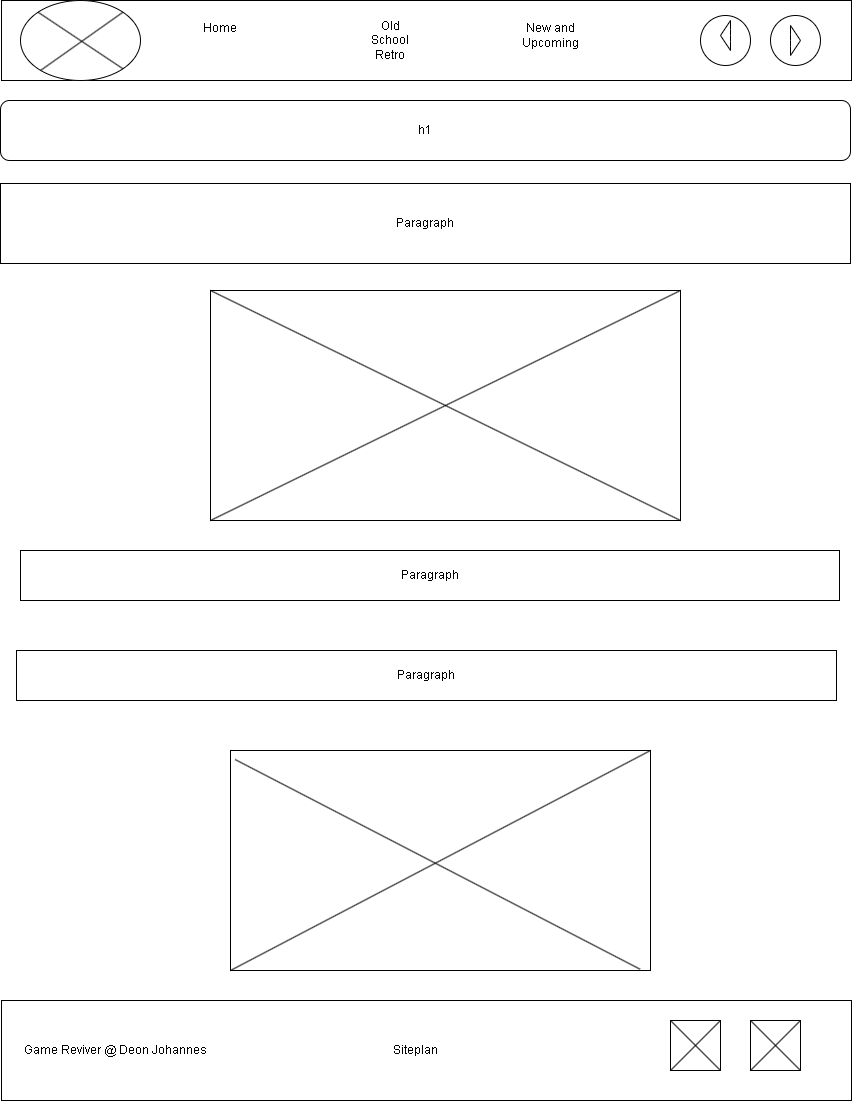 Home
Old
School
Retro
New and
Upcoming
h1
Paragraph
Paragraph
Paragraph
Game Reviver @ Deon Johannes
Siteplan